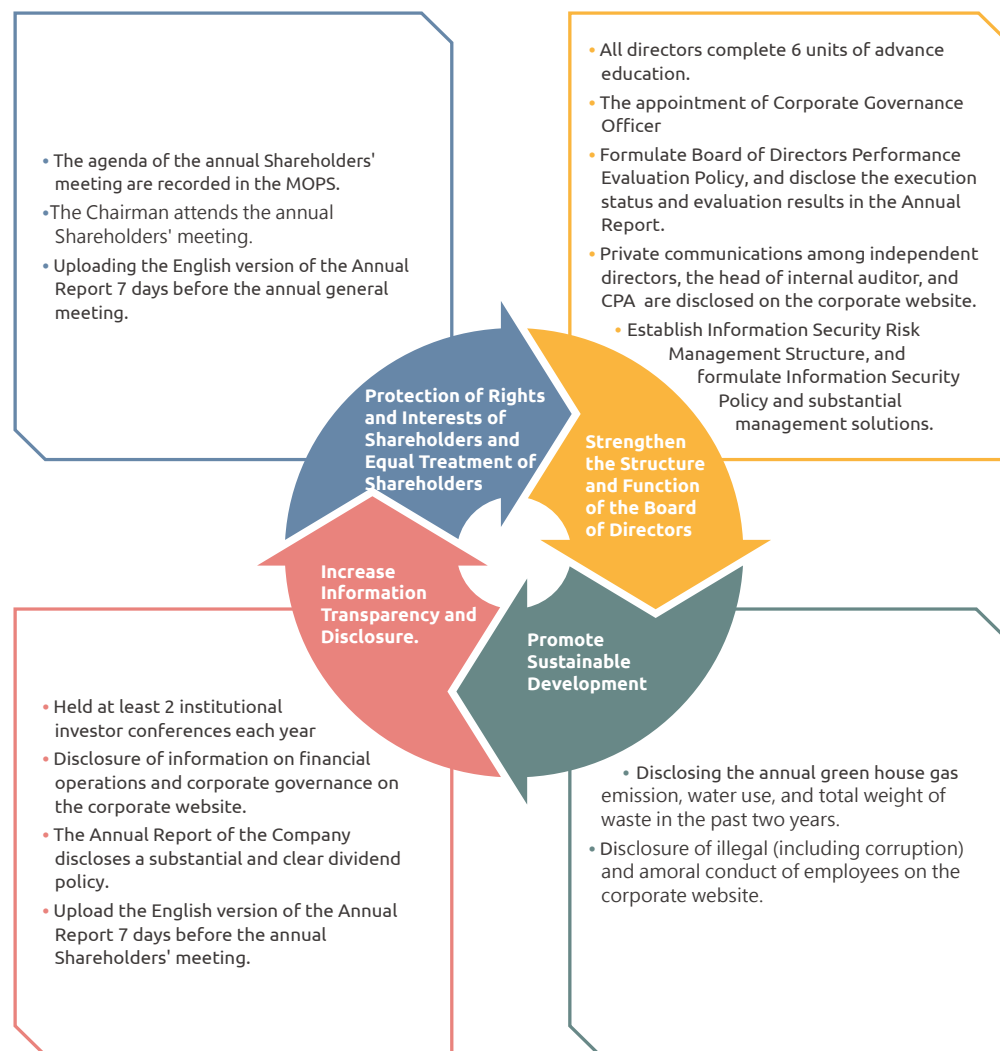 • The agenda of the annual Shareholders'
meeting are recorded in the MOPS.
•The Chairman attends the annual
Shareholders' meeting.
• Uploading the English version of the Annual
Report 7 days before the annual general
meeting.
• All directors complete 6 units of advance
education.
• The appointment of Corporate Governance
Officer
• Formulate Board of Directors Performance
Evaluation Policy, and disclose the execution
status and evaluation results in the Annual
Report.
• Private communications among independent
directors, the head of internal auditor, and
CPA are disclosed on the corporate website.
• Establish Information Security Risk
Management Structure, and
formulate Information Security
Policy and substantial
management solutions.
Protection of Rights
and Interests of
Shareholders and
Equal Treatment of
Shareholders
Strengthen
the Structure
and Function
of the Board
of Directors
Increase
Information
Transparency and
Disclosure.
Promote
Sustainable
Development
• Held at least 2 institutional
investor conferences each year
• Disclosure of information on financial
operations and corporate governance on
the corporate website.
• The Annual Report of the Company
discloses a substantial and clear dividend
policy.
• Upload the English version of the Annual
Report 7 days before the annual
Shareholders' meeting.
• Disclosing the annual green house gas
emission, water use, and total weight of
waste in the past two years.
• Disclosure of illegal (including corruption)
and amoral conduct of employees on the
corporate website.